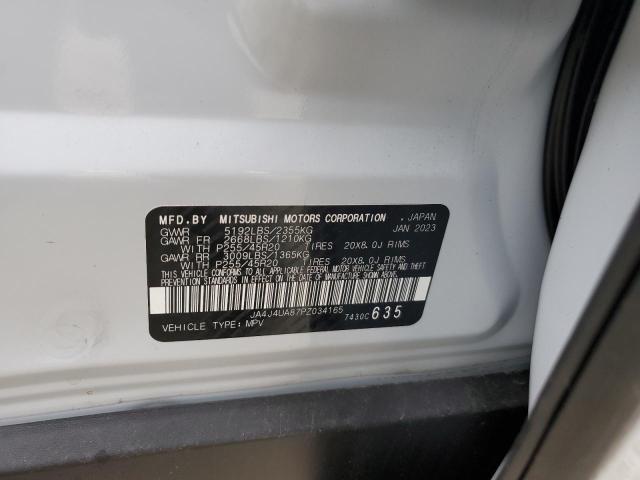 MFD. BY MITSUBISHI MOTORS CORPORATION . JAPAN
GVWR 5192LBS/2355KG JAN 2023
GAWR FR 2668LBS/1210KG
WITH P255/45R20 TIRES 20X8.0J RIMS
GAWR RR 3009LBS/1365KG
WITH P255/45R20 TIRES 20X8.0J RIMS
THIS VEHICLE CONFORMS TO ALL APPLICABLE FEDERAL MOTOR VEHICLE SAFETY, BUMPER, AND THEFT
PREVENTION STANDARDS IN EFFECT ON THE DATE OF MANUFACTURE SHOWN ABOVE.
JA4J4UA87PZ034165 7430C 635
VEHICLE TYPE: MPV